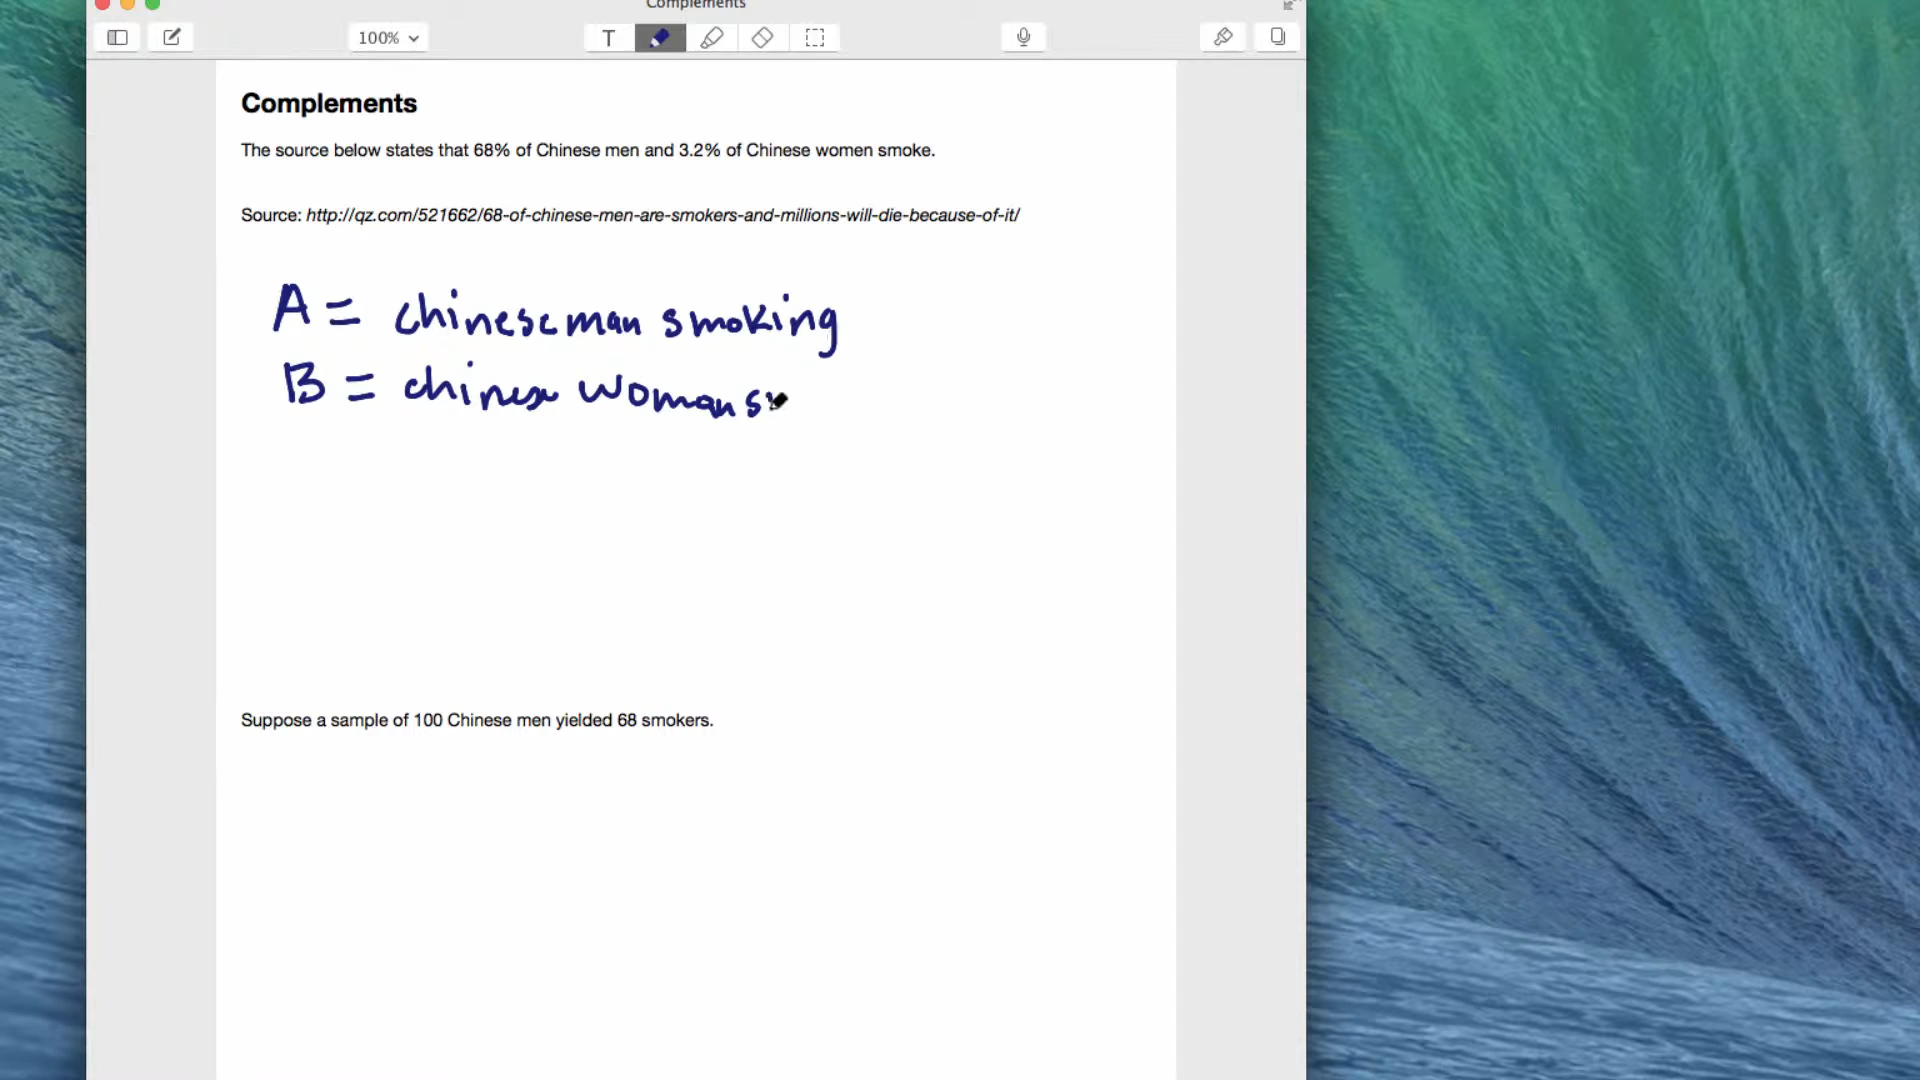 Complements
100%
T
Complements
The source below states that 68% of Chinese men and 3.2% of Chinese women smoke.
Source: http://qz.com/521662/68-of-chinese-men-are-smokers-and-millions-will-die-because-of-it/
A = chinese man smoking
B = chinese woman s
Suppose a sample of 100 Chinese men yielded 68 smokers.